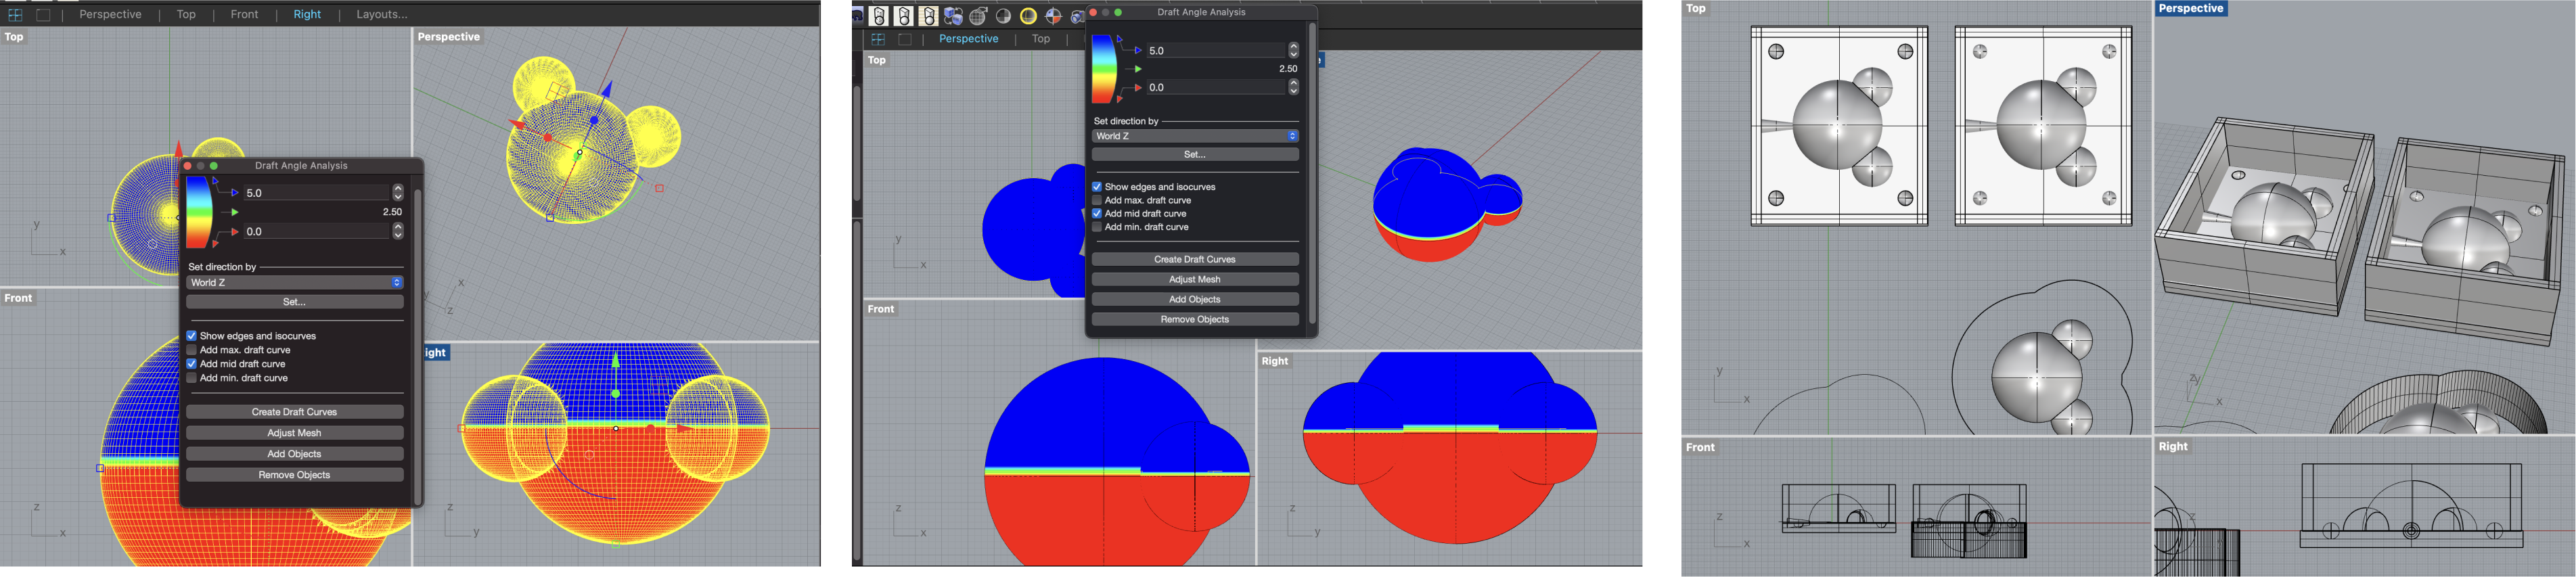 Perspective Top Front Right Layouts...
Top
Perspective
Draft Angle Analysis
5.0
2.50
0.0
Set direction by
World Z
Set...
Show edges and isocurves
Add max. draft curve
Add mid draft curve
Add min. draft curve
Create Draft Curves
Adjust Mesh
Add Objects
Remove Objects
y
x
x
y
z
Front
z
x
ight
z
y
Perspective Top
Top
Draft Angle Analysis
5.0
2.50
0.0
Set direction by
World Z
Set...
Show edges and isocurves
Add max. draft curve
Add mid draft curve
Add min. draft curve
Create Draft Curves
Adjust Mesh
Add Objects
Remove Objects
y
x
Front
z
x
Right
z
y
Top
y
x
Perspective
z
y
x
Front
z
x
Right
z
y